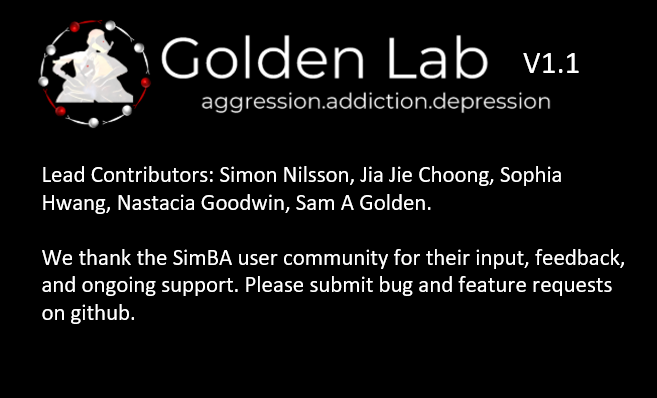 Golden Lab V1.1
aggression.addiction.depression
Lead Contributors: Simon Nilsson, Jia Jie Choong, Sophia
Hwang, Nastacia Goodwin, Sam A Golden.
We thank the SimBA user community for their input, feedback,
and ongoing support. Please submit bug and feature requests
on github.